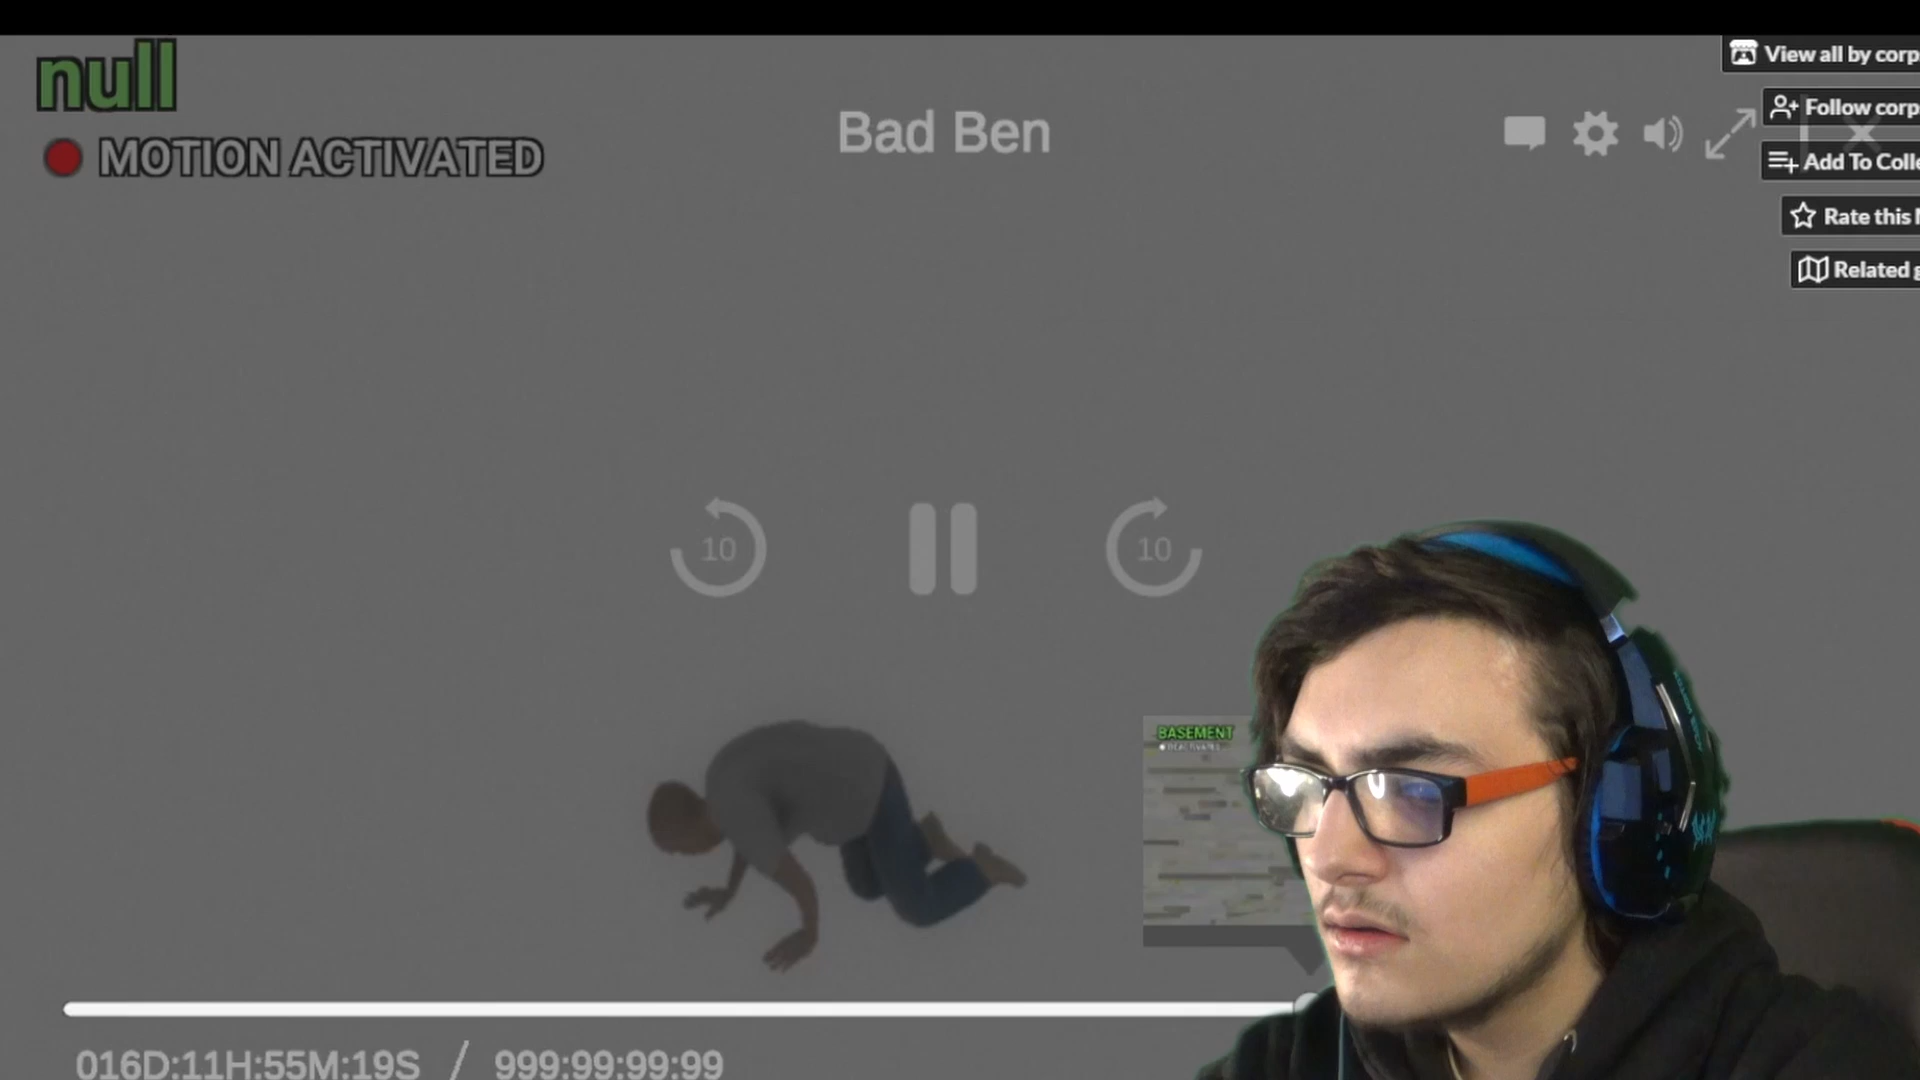 null
MOTION ACTIVATED
Bad Ben
View all by corp
Follow corp
Add To Colle
Rate this
Related g
10
10
BASEMENT
016D:11H:55M:19S / 999:99:99:99